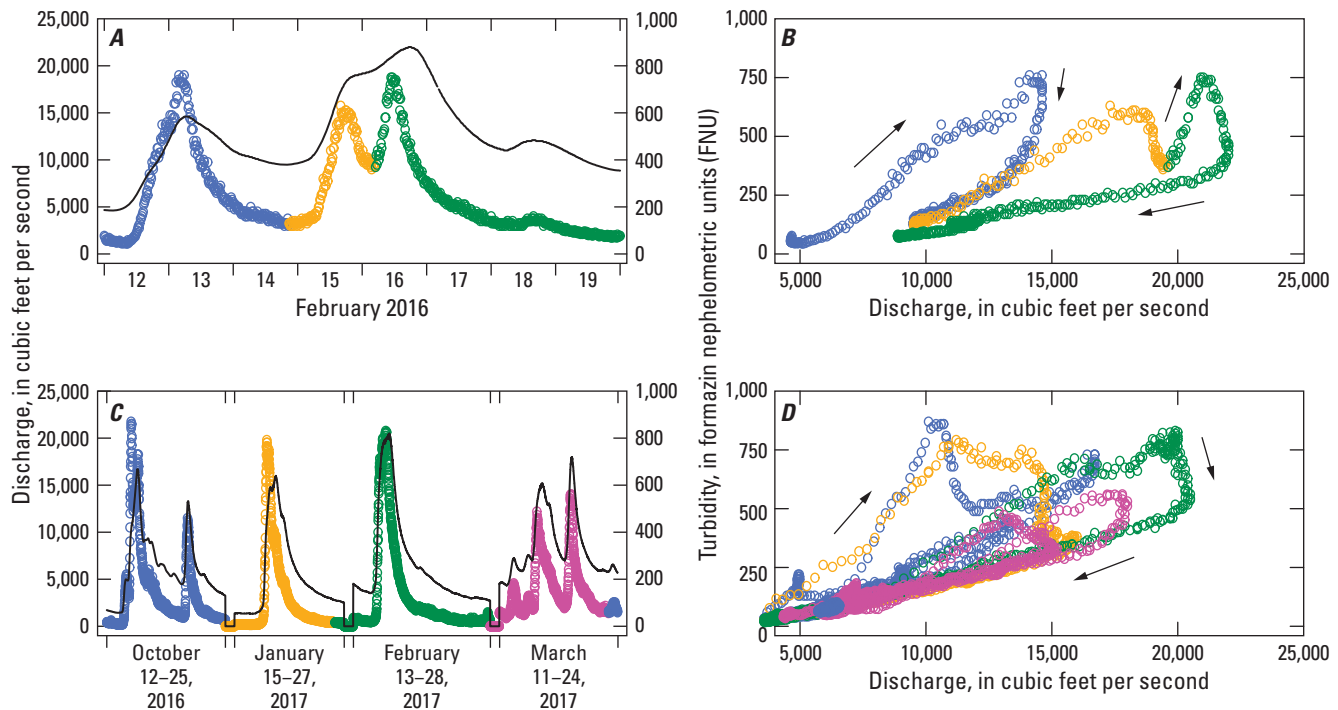 A
25,000
20,000
15,000
10,000
5,000
0
1,000
800
600
400
200
0
12 13 14 15 16 17 18 19
February 2016
B
1,000
750
500
250
0
5,000 10,000 15,000 20,000 25,000
Discharge, in cubic feet per second
Discharge, in cubic feet per second
Turbidity, in formazin nephelometric units (FNU)
C
25,000
20,000
15,000
10,000
5,000
0
1,000
800
600
400
200
0
October
12–25,
2016
January
15–27,
2017
February
13–28,
2017
March
11–24,
2017
D
1,000
750
500
250
0
5,000 10,000 15,000 20,000 25,000
Discharge, in cubic feet per second